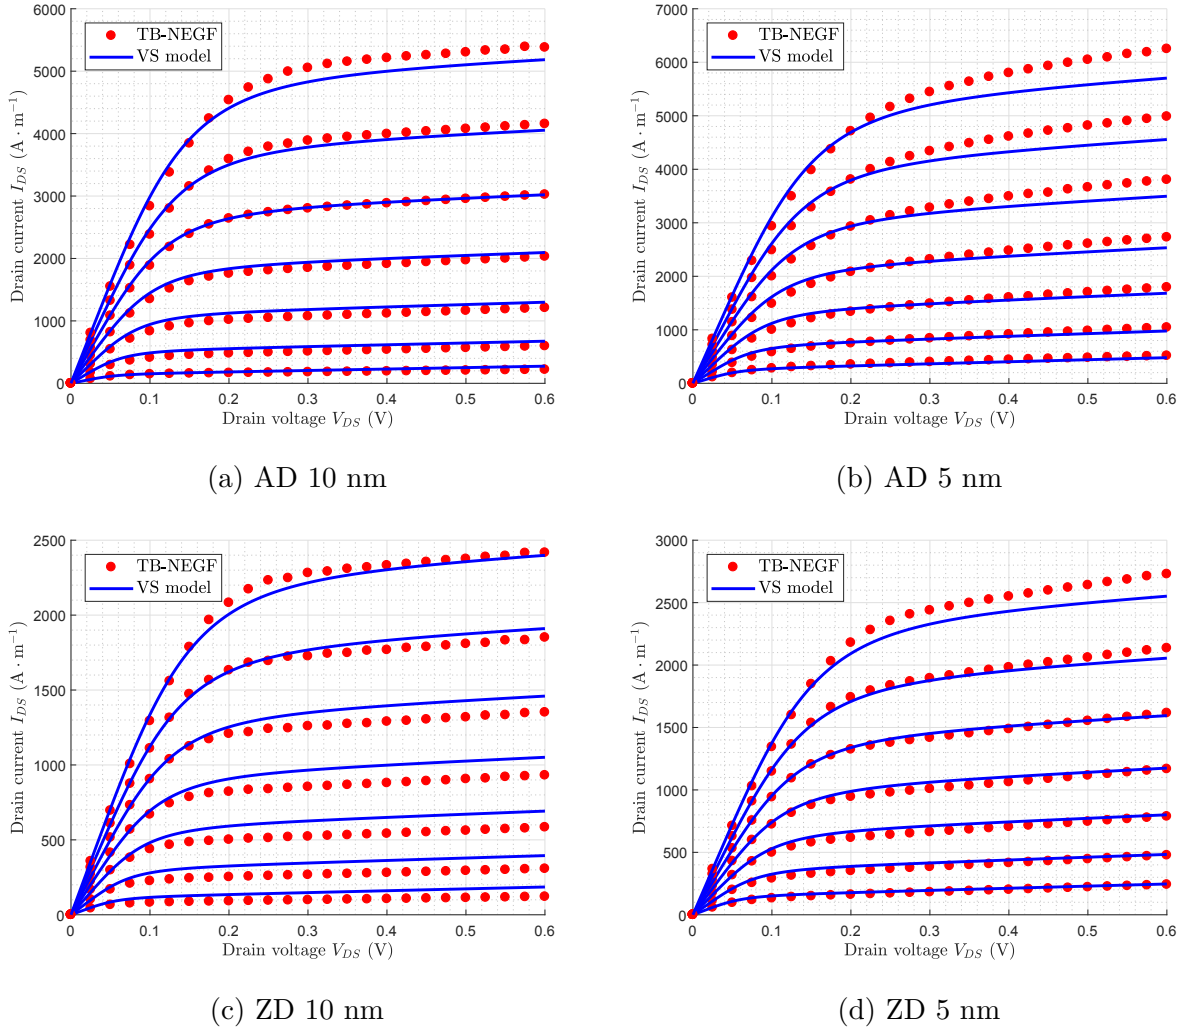 6000
5000
4000
3000
2000
1000
0
TB-NEGF
VS model
Drain current I_DS (A · m⁻¹)
0 0.1 0.2 0.3 0.4 0.5 0.6
Drain voltage V_DS (V)
(a) AD 10 nm
7000
6000
5000
4000
3000
2000
1000
0
TB-NEGF
VS model
Drain current I_DS (A · m⁻¹)
0 0.1 0.2 0.3 0.4 0.5 0.6
Drain voltage V_DS (V)
(b) AD 5 nm
2500
2000
1500
1000
500
0
TB-NEGF
VS model
Drain current I_DS (A · m⁻¹)
0 0.1 0.2 0.3 0.4 0.5 0.6
Drain voltage V_DS (V)
(c) ZD 10 nm
3000
2500
2000
1500
1000
500
0
TB-NEGF
VS model
Drain current I_DS (A · m⁻¹)
0 0.1 0.2 0.3 0.4 0.5 0.6
Drain voltage V_DS (V)
(d) ZD 5 nm